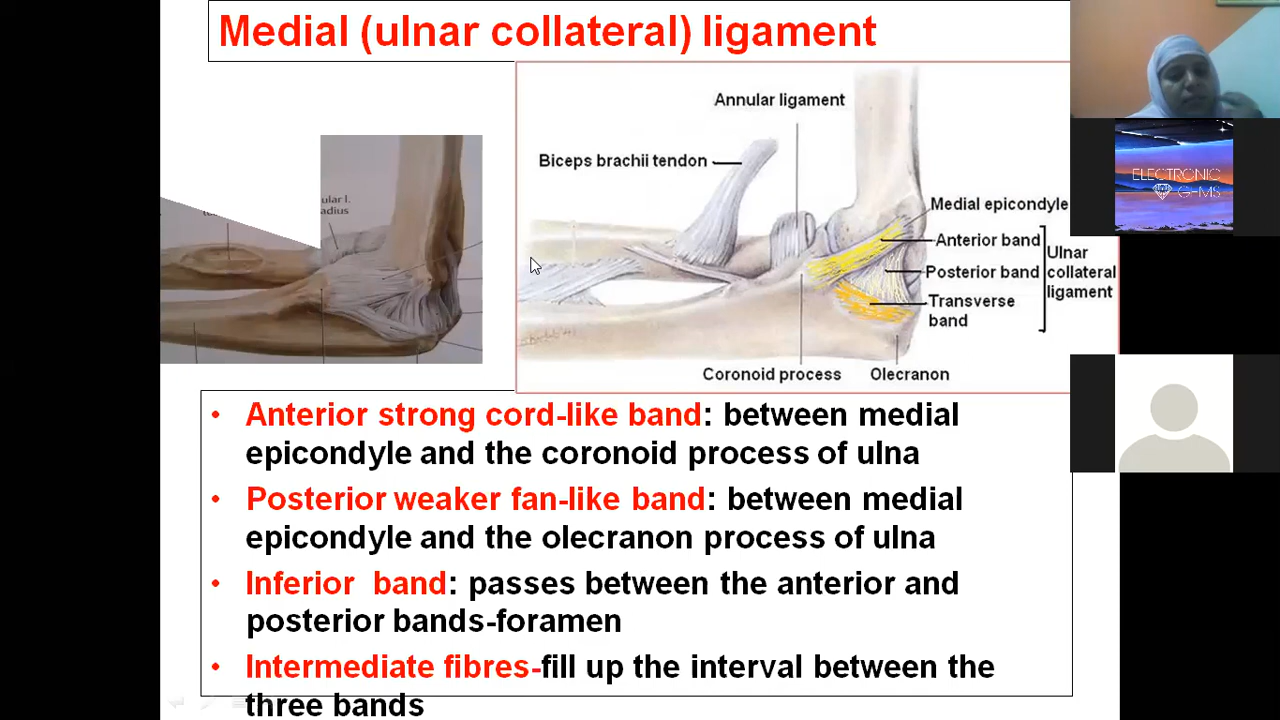 Medial (ulnar collateral) ligament
ular l.
adius
Annular ligament
Biceps brachii tendon
Medial epicondyle
Anterior band
Posterior band
Transverse
band
Ulnar
collateral
ligament
Coronoid process
Olecranon
ELECTRONIC
GEMS
• Anterior strong cord-like band: between medial
epicondyle and the coronoid process of ulna
• Posterior weaker fan-like band: between medial
epicondyle and the olecranon process of ulna
• Inferior band: passes between the anterior and
posterior bands-foramen
• Intermediate fibres-fill up the interval between the
three bands